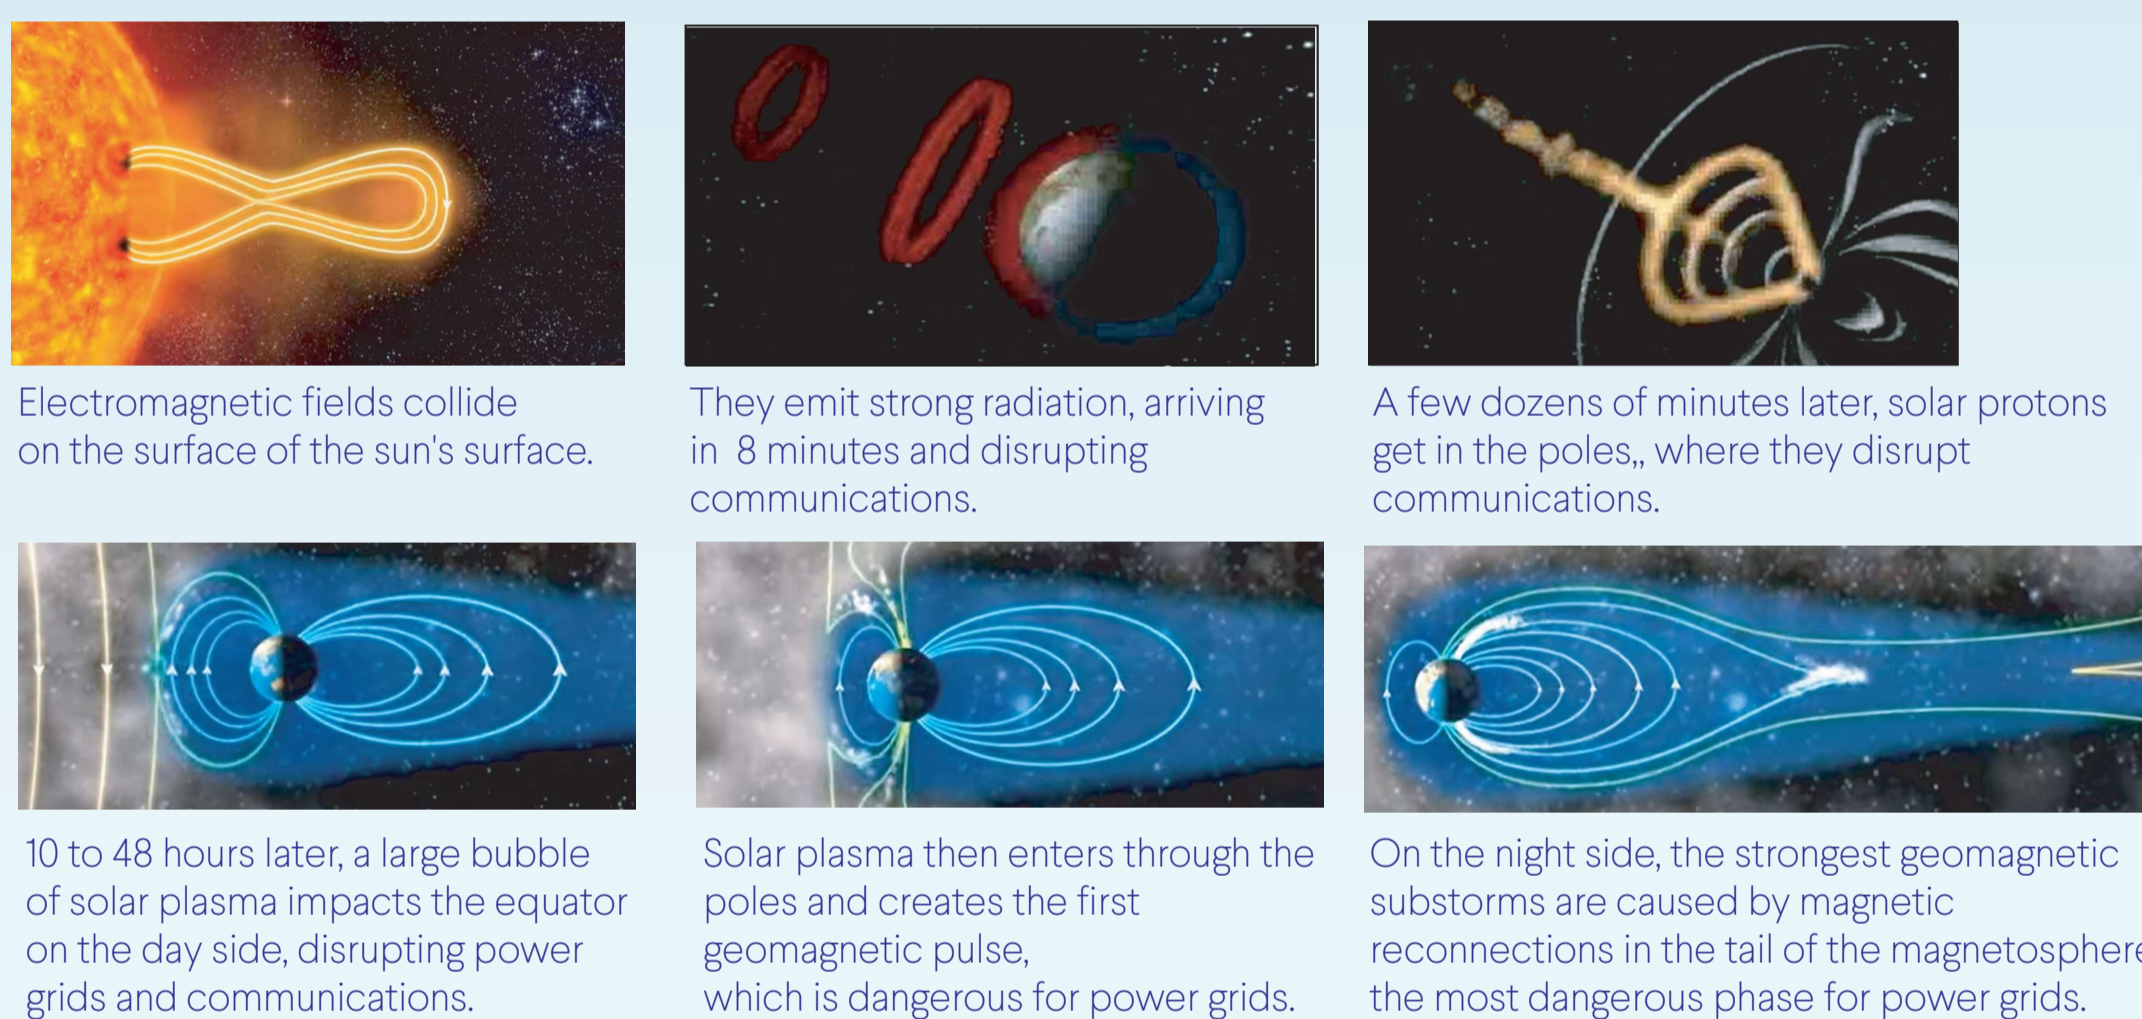 Electromagnetic fields collide
on the surface of the sun's surface.
They emit strong radiation, arriving
in  8 minutes and disrupting
communications.
A few dozens of minutes later, solar protons
get in the poles,, where they disrupt
communications.
10 to 48 hours later, a large bubble
of solar plasma impacts the equator
on the day side, disrupting power
grids and communications.
Solar plasma then enters through the
poles and creates the first
geomagnetic pulse,
which is dangerous for power grids.
On the night side, the strongest geomagnetic
substorms are caused by magnetic
reconnections in the tail of the magnetosphere
the most dangerous phase for power grids.